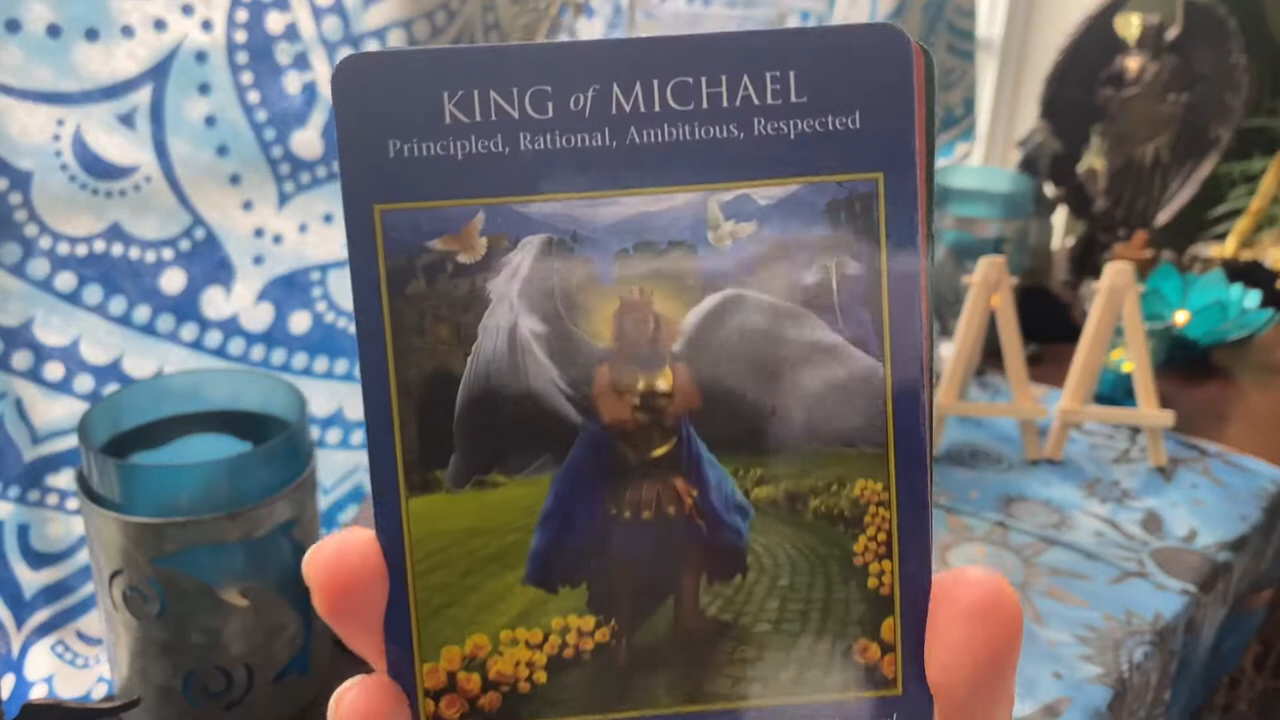 KING of MICHAEL
Principled, Rational, Ambitious, Respected